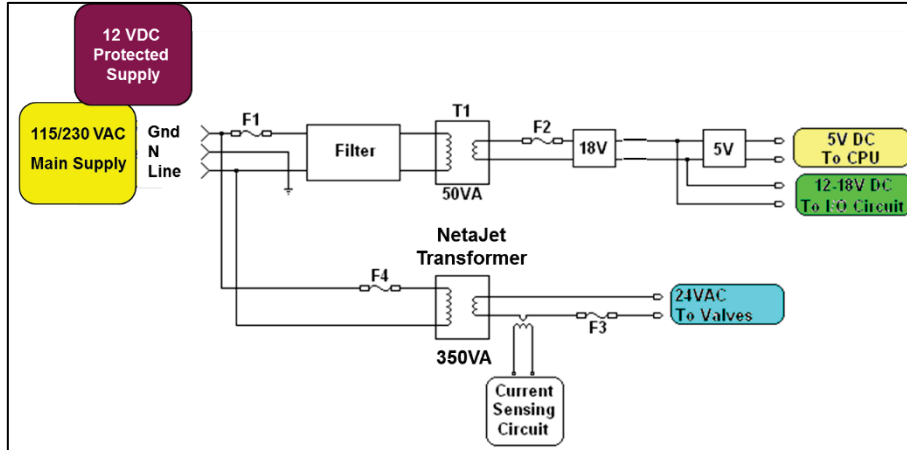 12 VDC
Protected
Supply
115/230 VAC
Main Supply
Gnd
N
Line
F1
Filter
T1
50VA
F2
18V
5V
5V DC
To CPU
12-18V DC
To I/O Circuit
NetaJet
Transformer
F4
350VA
F3
24VAC
To Valves
Current
Sensing
Circuit